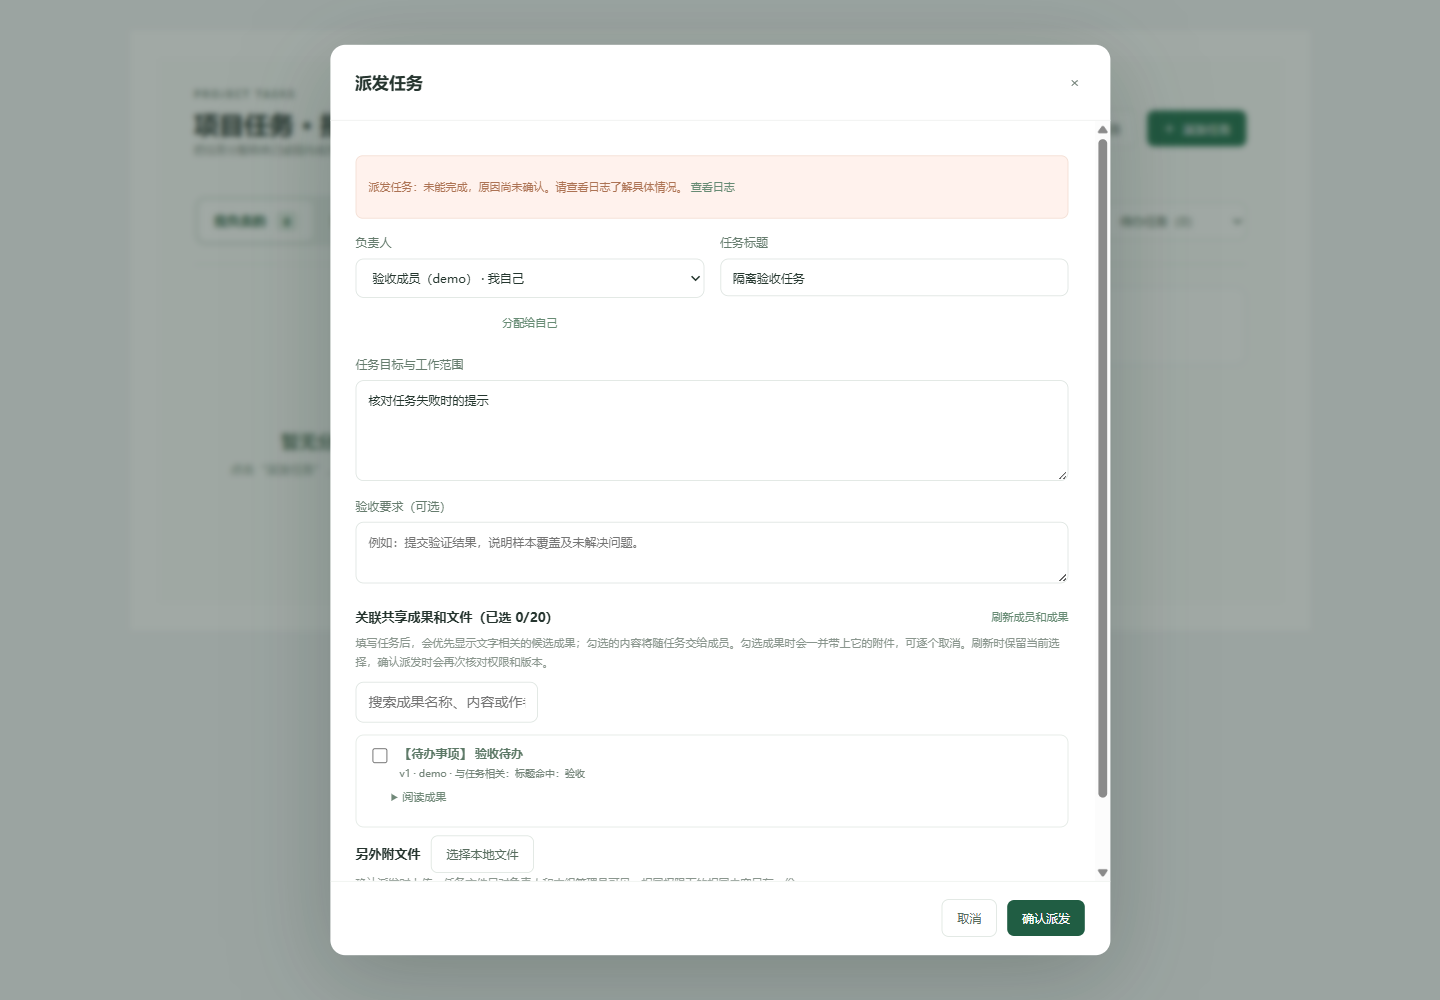 派发任务
×
派发任务：未能完成，原因尚未确认。请查看日志了解具体情况。 查看日志
负责人
任务标题
验收成员（demo） · 我自己
隔离验收任务
分配给自己
任务目标与工作范围
核对任务失败时的提示
验收要求（可选）
例如：提交验证结果，说明样本覆盖及未解决问题。
关联共享成果和文件（已选 0/20）
刷新成员和成果
填写任务后，会优先显示文字相关的候选成果；勾选的内容将随任务交给成员。勾选成果时会一并带上它的附件，可逐个取消。刷新时保留当前选
择，确认派发时会再次核对权限和版本。
搜索成果名称、内容或作
【待办事项】 验收待办
v1 · demo · 与任务相关：标题命中：验收
▶ 阅读成果
另外附文件
选择本地文件
取消
确认派发
PROJECT TASKS
项目任务 ·